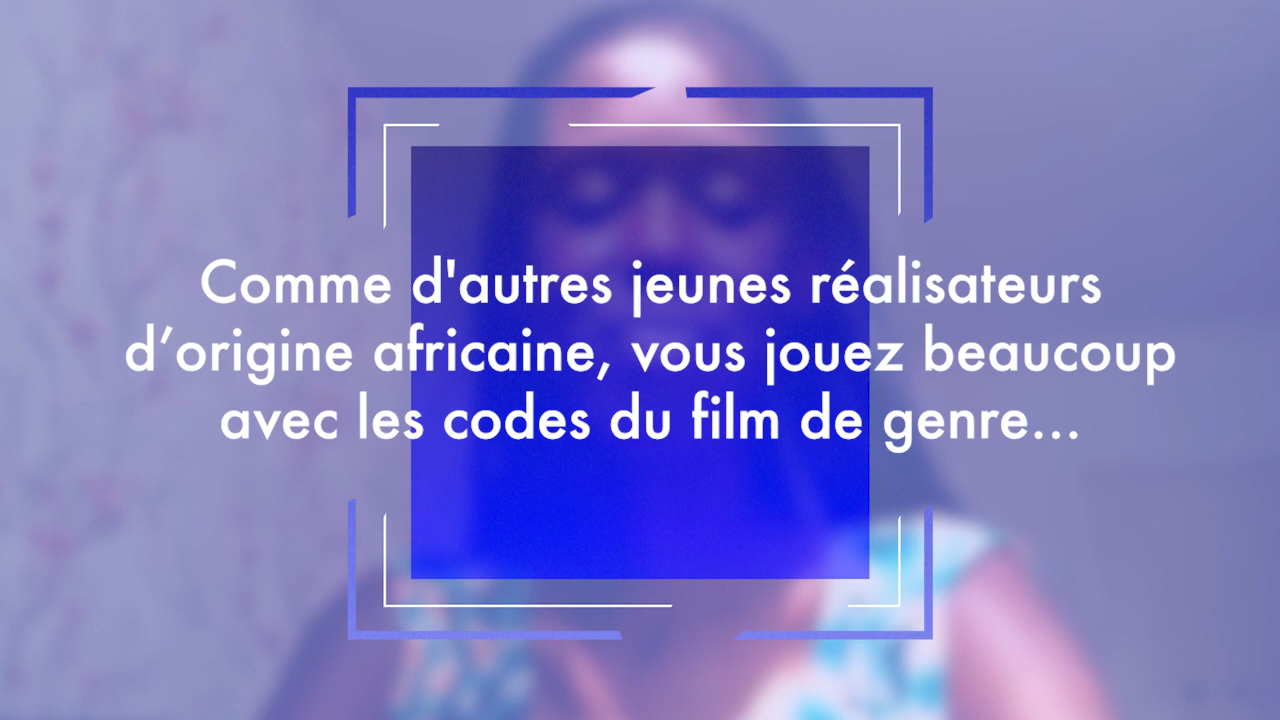 Comme d'autres jeunes réalisateurs
d’origine africaine, vous jouez beaucoup
avec les codes du film de genre...